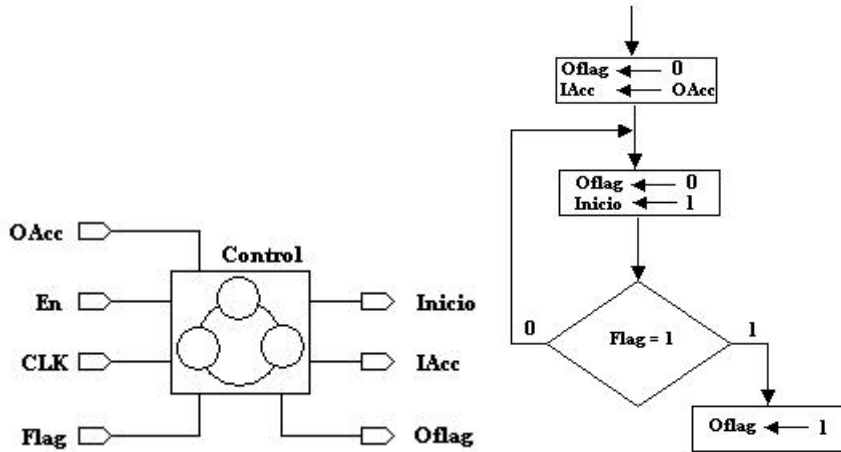 OAcc
Control
En
Inicio
CLK
IAcc
Flag
Oflag
Oflag ← 0
IAcc ← OAcc
Oflag ← 0
Inicio ← 1
0
Flag = 1
1
Oflag ← 1